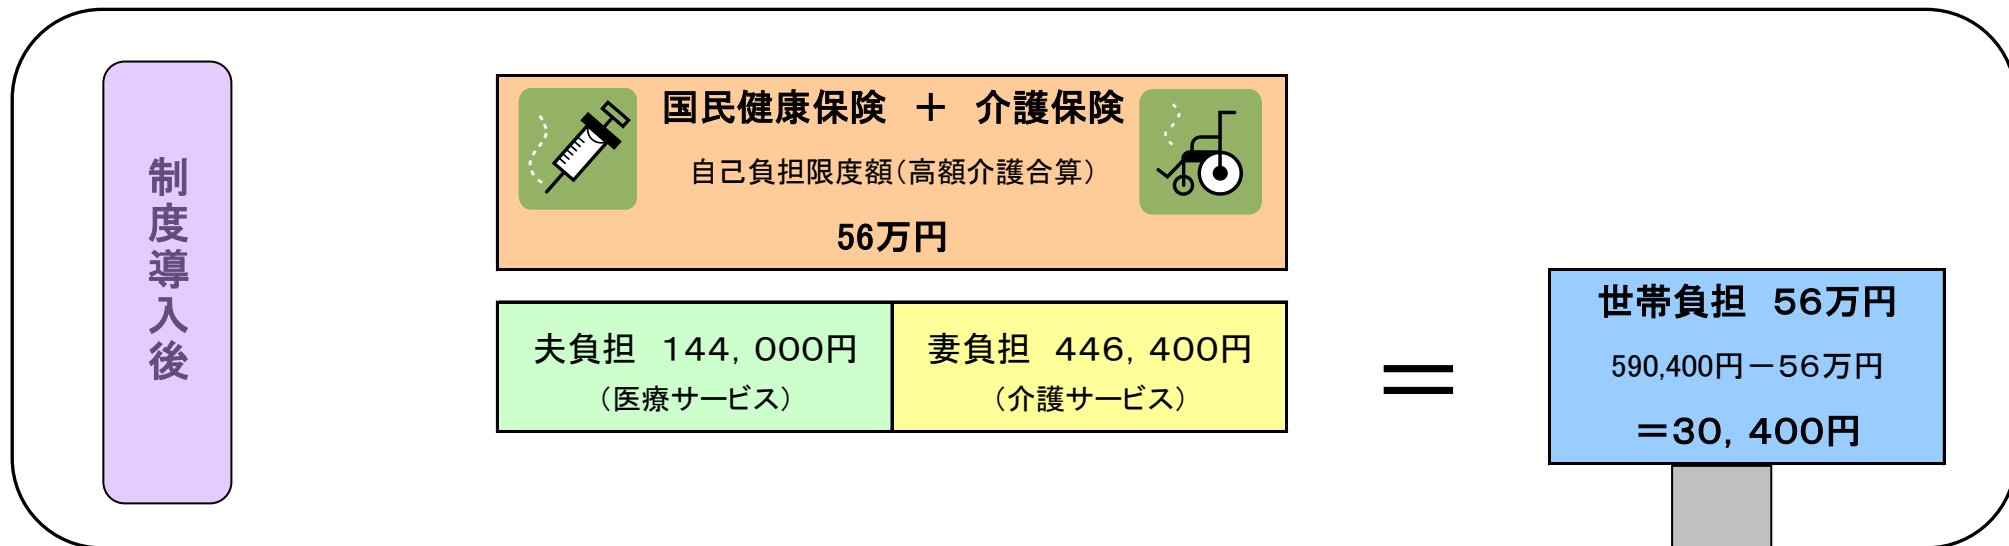 制度導入後
国民健康保険　＋　介護保険
自己負担限度額（高額介護合算）
56万円
夫負担　１４４，０００円
（医療サービス）
妻負担　４４６，４００円
（介護サービス）
＝
世帯負担　５６万円
590,400円－５６万円
＝３０，４００円